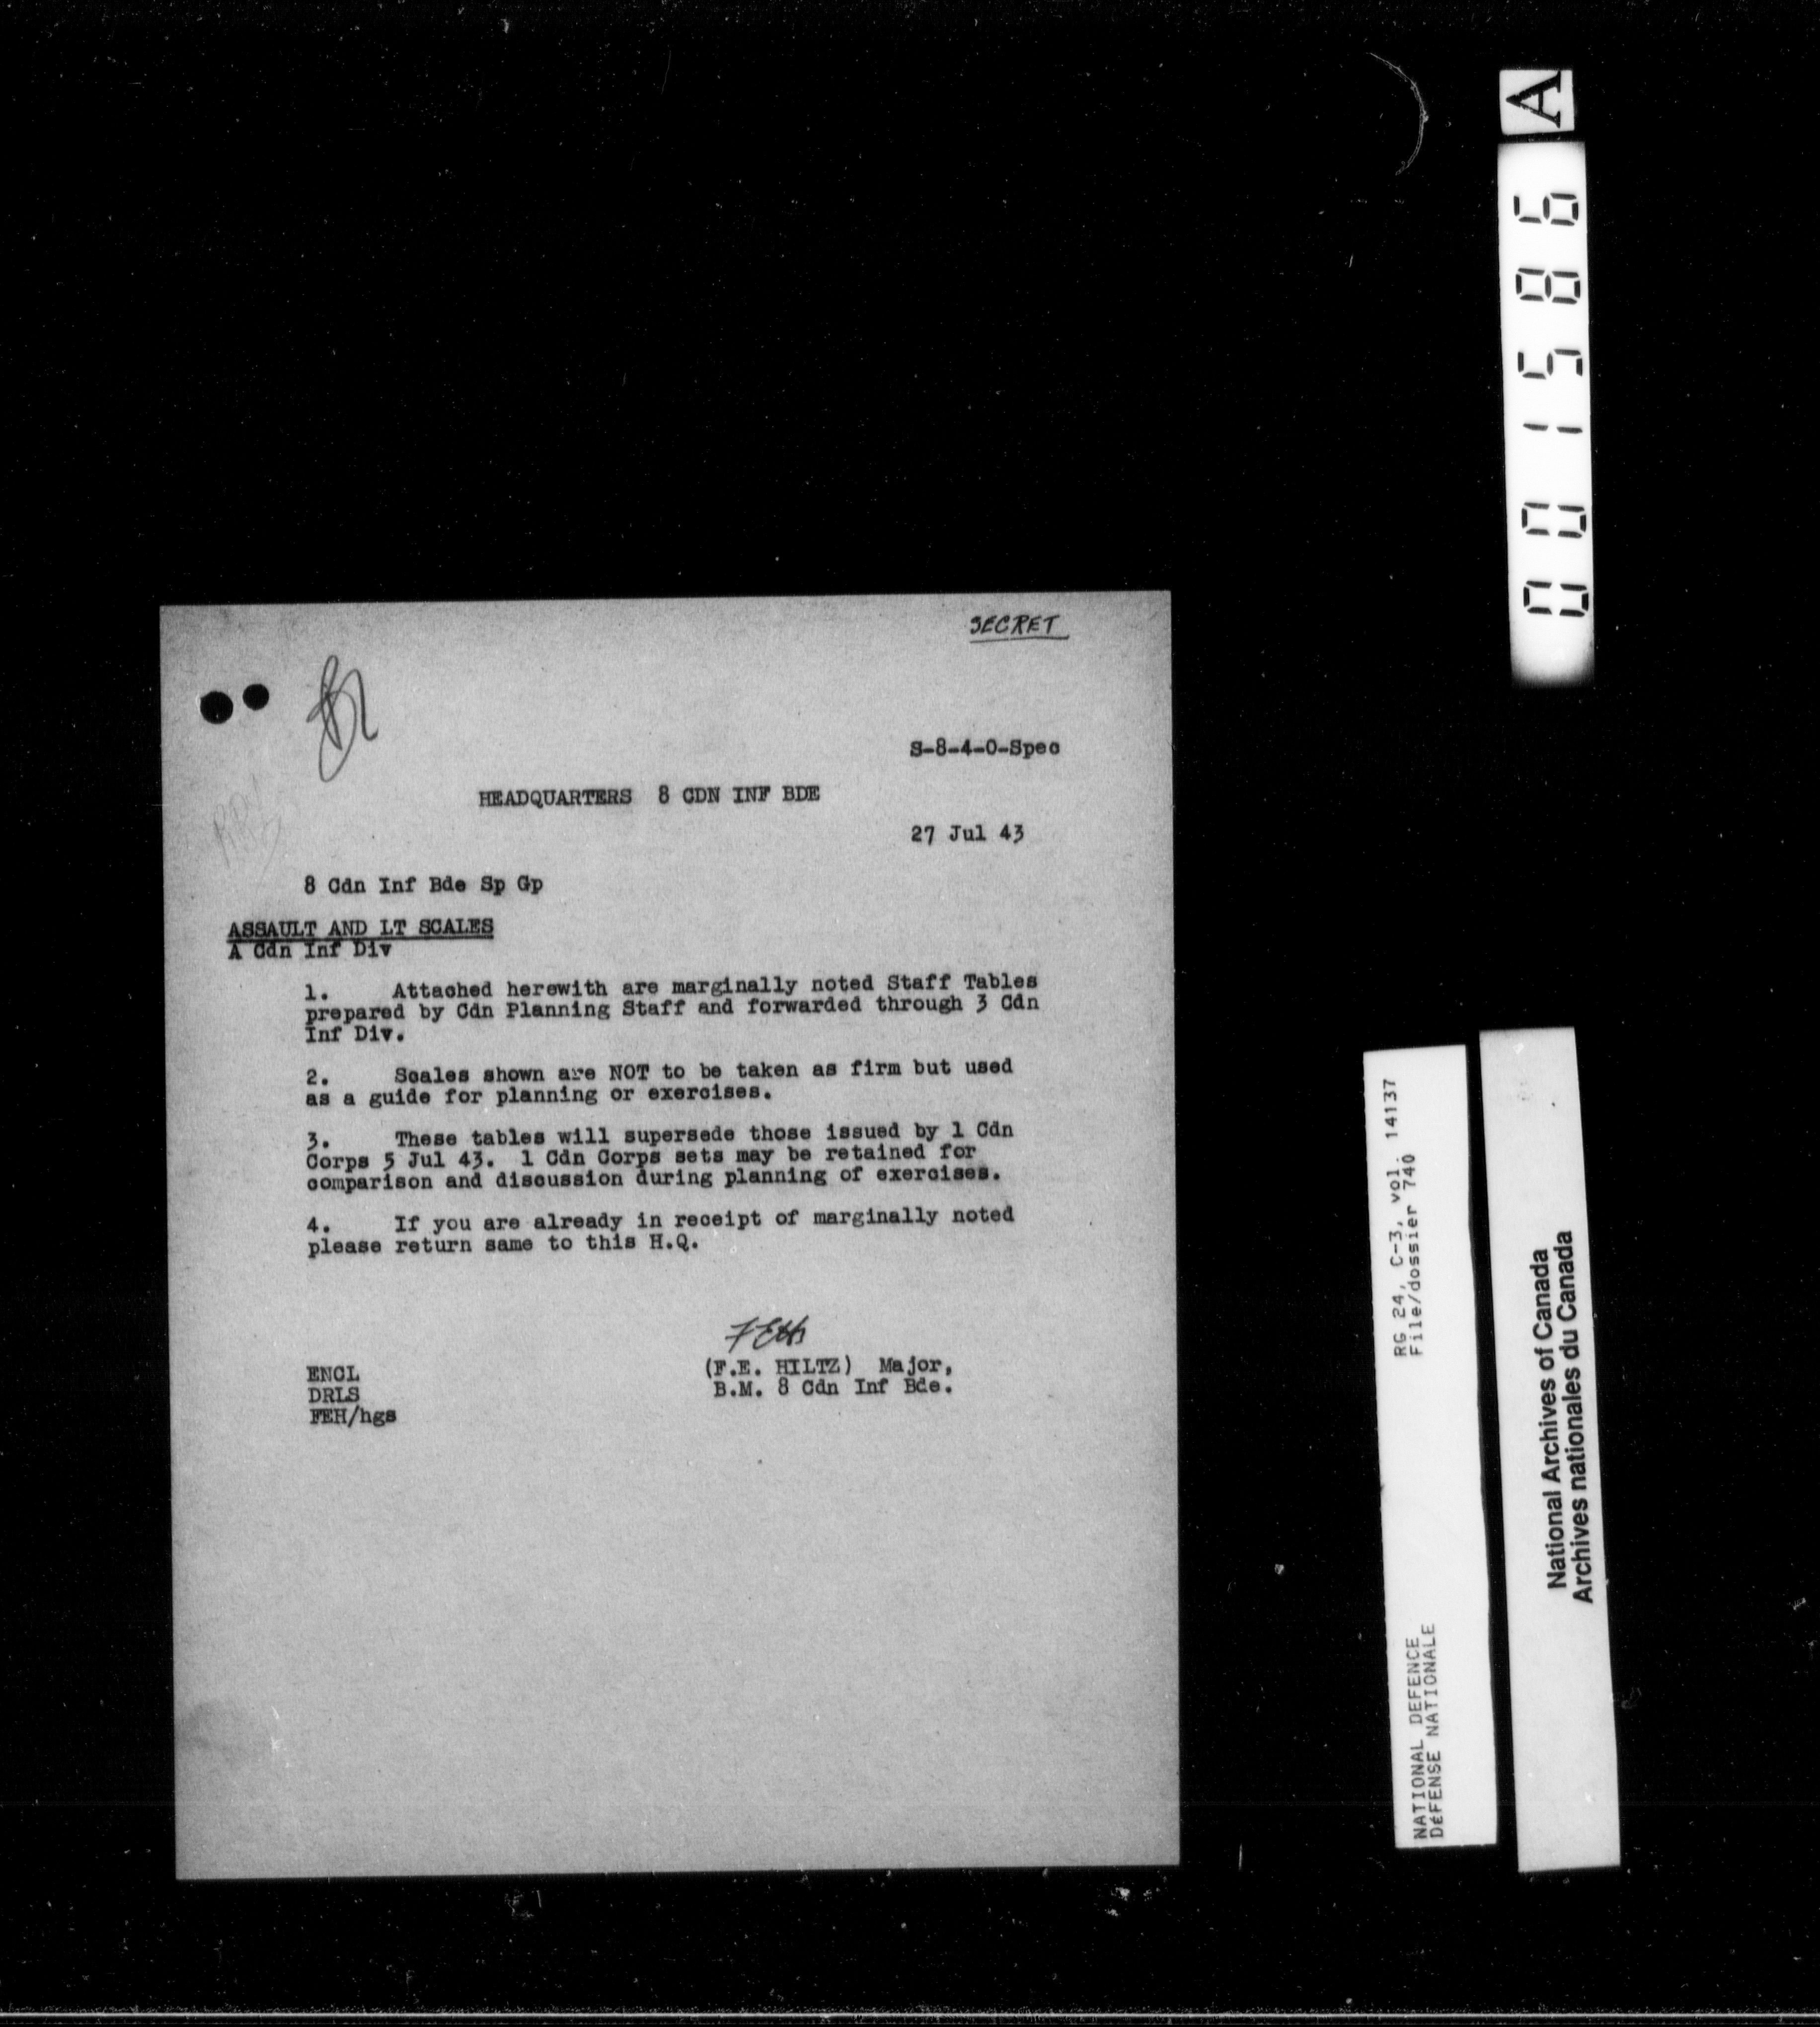 SECRET
S-8-4-0-Spec
HEADQUARTERS 8 CDN INF BDE
27 Jul 43
8 Cdn Inf Bde Sp Gp
ASSAULT AND LT SCALES
A Cdn Inf Div
1. Attached herewith are marginally noted Staff Tables
prepared by Cdn Planning Staff and forwarded through 3 Cdn
Inf Div.
2. Scales shown are NOT to be taken as firm but used
as a guide for planning or exercises.
3. These tables will supersede those issued by 1 Cdn
Corps 5 Jul 43. 1 Cdn Corps sets may be retained for
comparison and discussion during planning of exercises.
4. If you are already in receipt of marginally noted
please return same to this H.Q.
(F.E. HILTZ) Major,
B.M. 8 Cdn Inf Bde.
ENCL
DRLS
FEH/hgs
A
001586
RG 24, C-3, vol. 14137
File/dossier 740
NATIONAL DEFENCE
DéFENSE NATIONALE
National Archives of Canada
Archives nationales du Canada